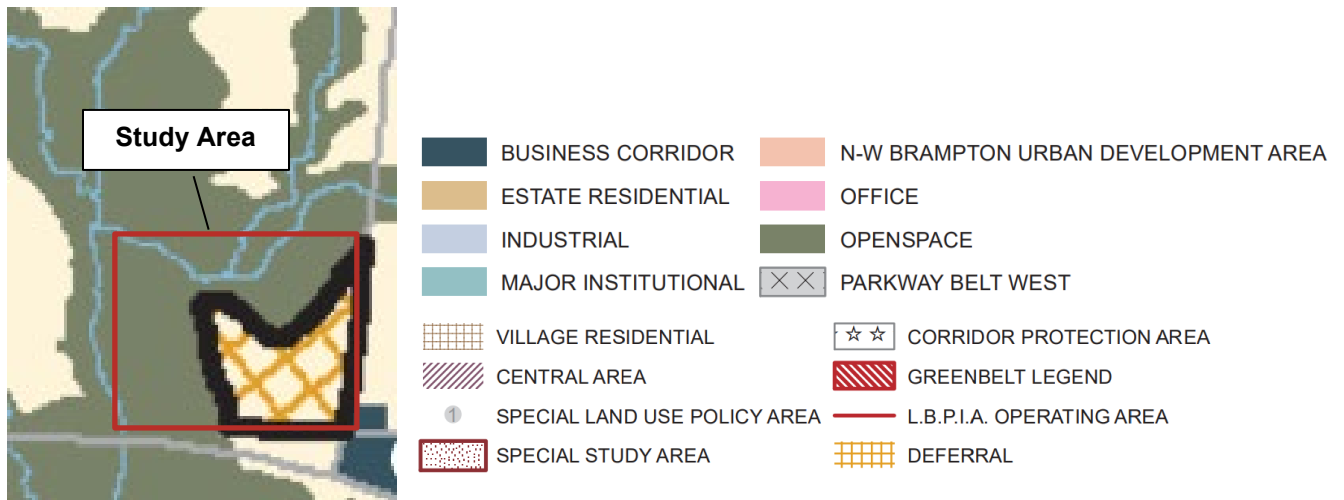 Study Area
BUSINESS CORRIDOR
ESTATE RESIDENTIAL
INDUSTRIAL
MAJOR INSTITUTIONAL
N-W BRAMPTON URBAN DEVELOPMENT AREA
OFFICE
OPENSPACE
PARKWAY BELT WEST
VILLAGE RESIDENTIAL
CENTRAL AREA
1 SPECIAL LAND USE POLICY AREA
SPECIAL STUDY AREA
CORRIDOR PROTECTION AREA
GREENBELT LEGEND
L.B.P.I.A. OPERATING AREA
DEFERRAL